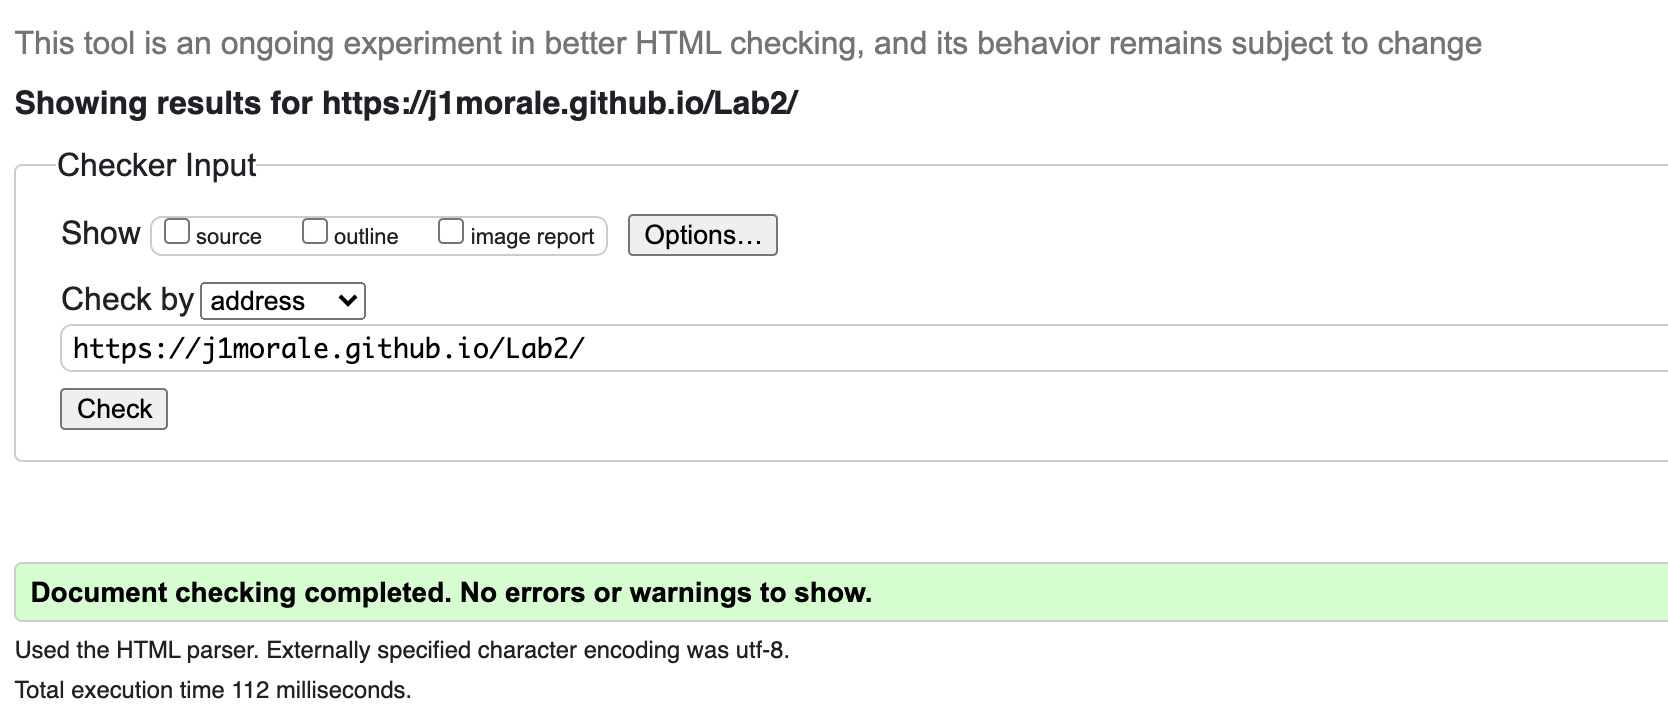 This tool is an ongoing experiment in better HTML checking, and its behavior remains subject to change
Showing results for https://j1morale.github.io/Lab2/
Checker Input
Show source outline image report Options...
Check by address
https://j1morale.github.io/Lab2/
Check
Document checking completed. No errors or warnings to show.
Used the HTML parser. Externally specified character encoding was utf-8.
Total execution time 112 milliseconds.